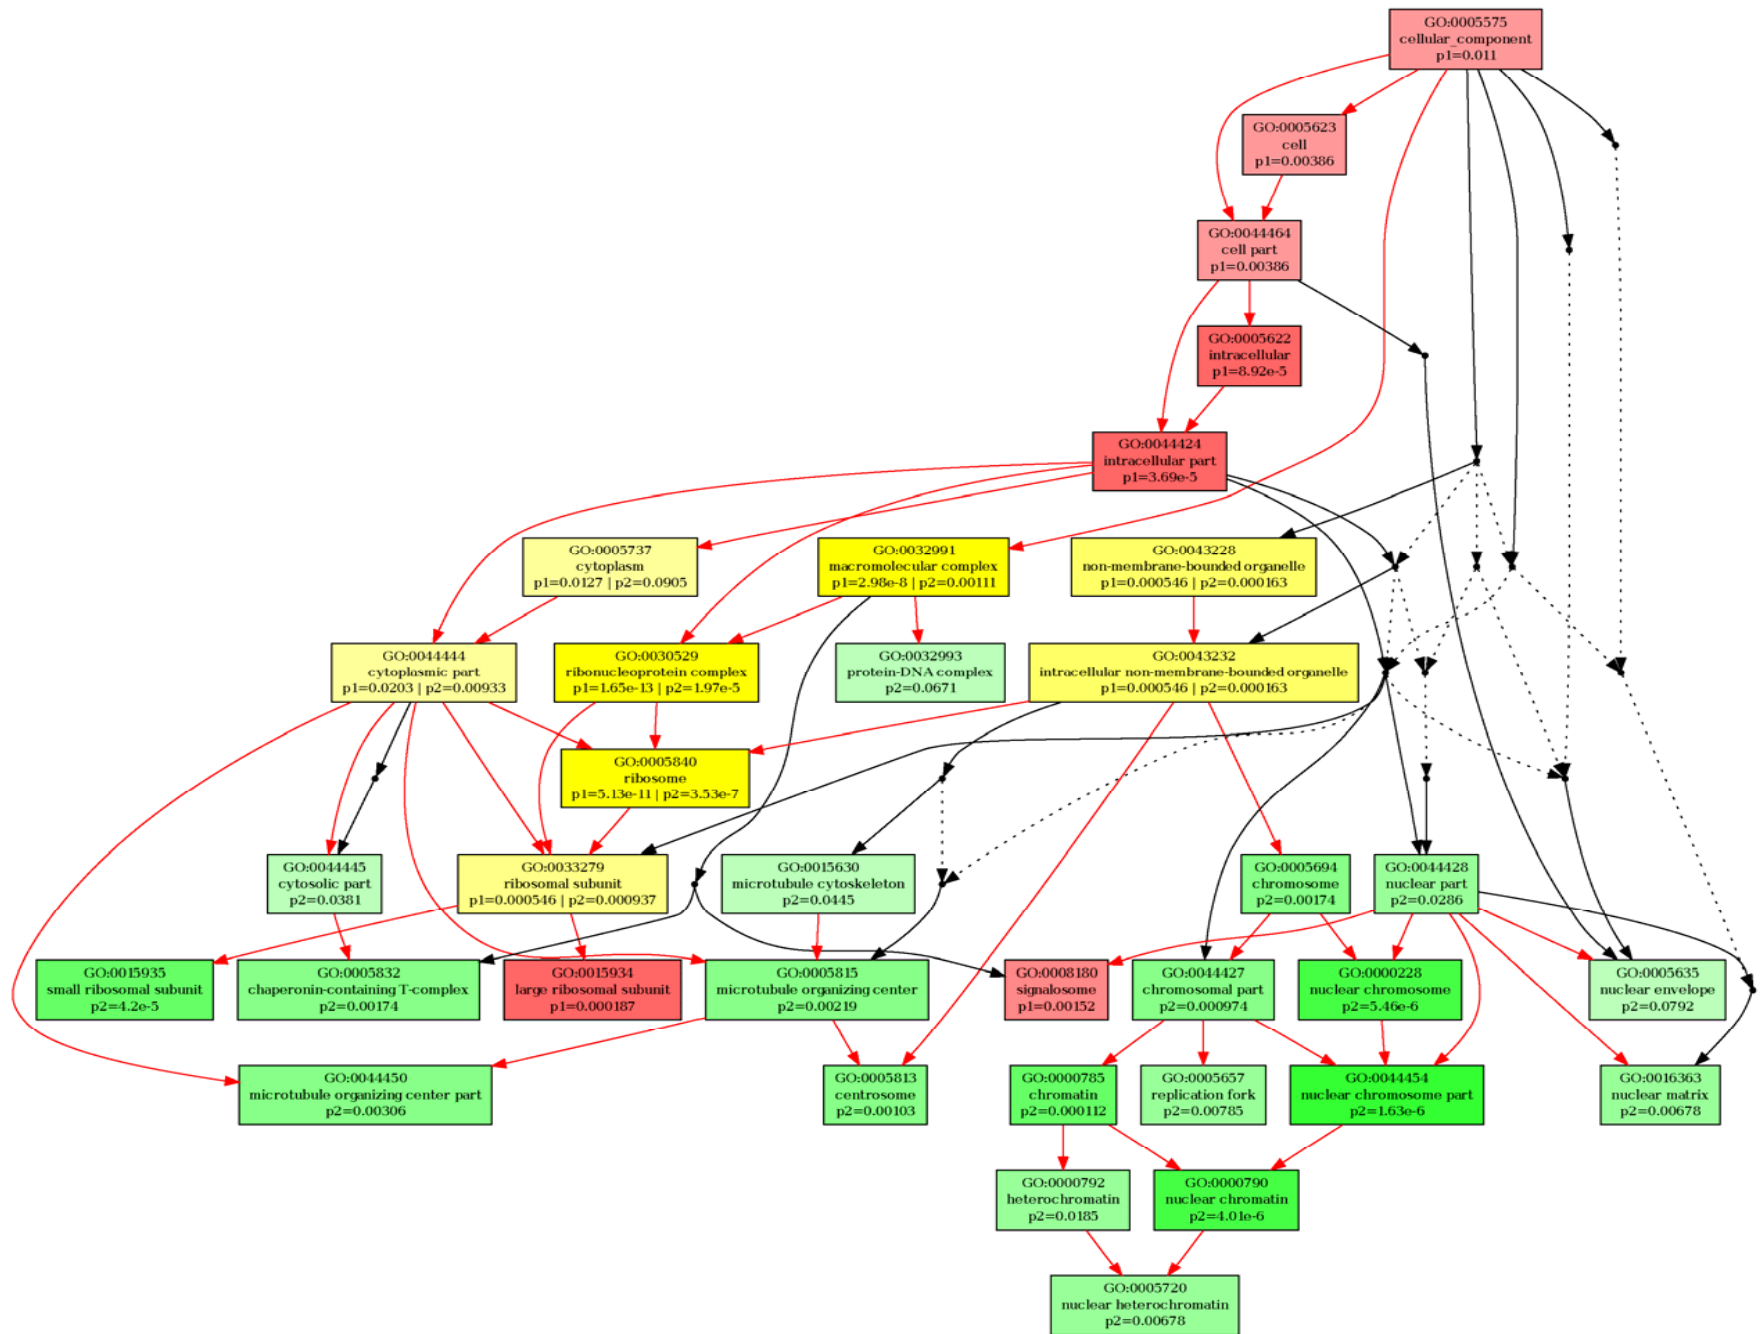 GO:0005575
cellular_component
p1=0.011
GO:0005623
cell
p1=0.00386
GO:0044464
cell part
p1=0.00386
GO:0005622
intracellular
p1=8.92e-5
GO:0044424
intracellular part
p1=3.69e-5
GO:0005737
cytoplasm
p1=0.0127 | p2=0.0905
GO:0032991
macromolecular complex
p1=2.98e-8 | p2=0.00111
GO:0043228
non-membrane-bounded organelle
p1=0.000546 | p2=0.000163
GO:0044444
cytoplasmic part
p1=0.0203 | p2=0.00933
GO:0030529
ribonucleoprotein complex
p1=1.65e-13 | p2=1.97e-5
GO:0032993
protein-DNA complex
p2=0.0671
GO:0043232
intracellular non-membrane-bounded organelle
p1=0.000546 | p2=0.000163
GO:0005840
ribosome
p1=5.13e-11 | p2=3.53e-7
GO:0044445
cytosolic part
p2=0.0381
GO:0033279
ribosomal subunit
p1=0.000546 | p2=0.000937
GO:0015630
microtubule cytoskeleton
p2=0.0445
GO:0005694
chromosome
p2=0.00174
GO:0044428
nuclear part
p2=0.0286
GO:0015935
small ribosomal subunit
p2=4.2e-5
GO:0005832
chaperonin-containing T-complex
p2=0.00174
GO:0015934
large ribosomal subunit
p1=0.000187
GO:0005815
microtubule organizing center
p2=0.00219
GO:0008180
signalosome
p1=0.00152
GO:0044427
chromosomal part
p2=0.000974
GO:0000228
nuclear chromosome
p2=5.46e-6
GO:0005635
nuclear envelope
p2=0.0792
GO:0044450
microtubule organizing center part
p2=0.00306
GO:0005813
centrosome
p2=0.00103
GO:0000785
chromatin
p2=0.000112
GO:0005657
replication fork
p2=0.00785
GO:0044454
nuclear chromosome part
p2=1.63e-6
GO:0016363
nuclear matrix
p2=0.00678
GO:0000792
heterochromatin
p2=0.0185
GO:0000790
nuclear chromatin
p2=4.01e-6
GO:0005720
nuclear heterochromatin
p2=0.00678